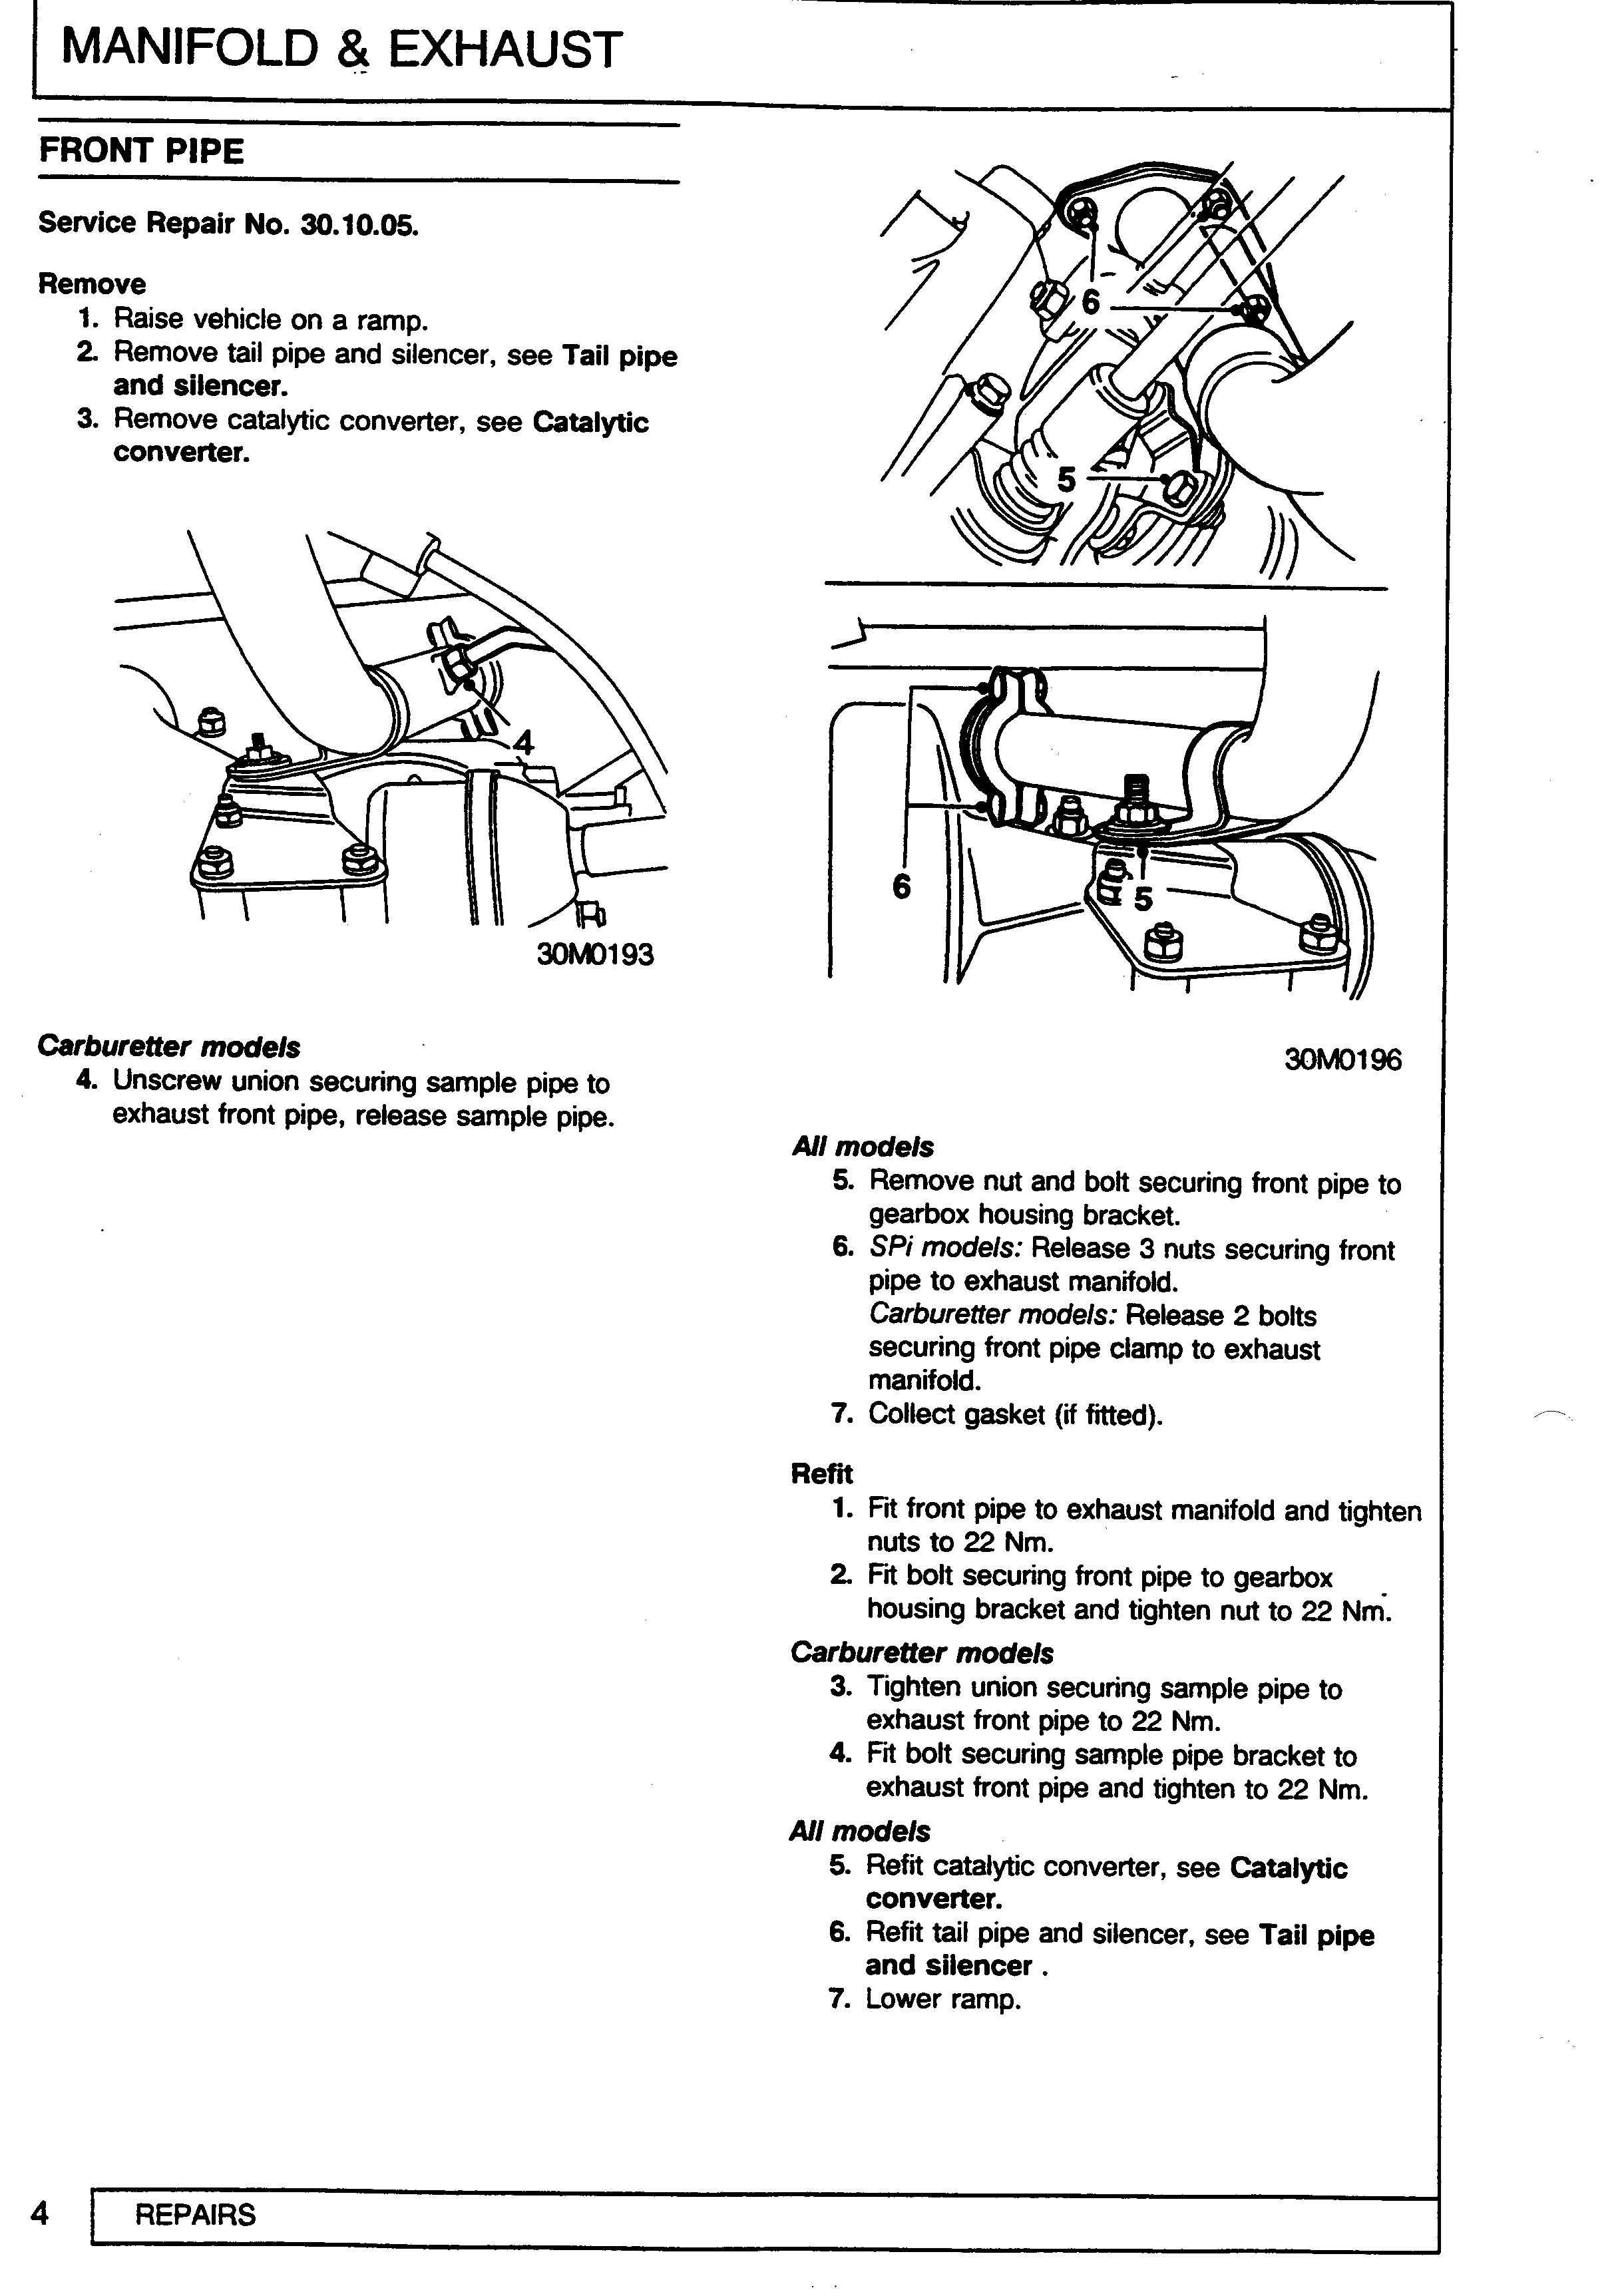 MANIFOLD & EXHAUST
FRONT PIPE
Service Repair No. 30.10.05.
Remove
1. Raise vehicle on a ramp.
2. Remove tail pipe and silencer, see Tail pipe
and silencer.
3. Remove catalytic converter, see Catalytic
converter.
4
30M0193
Carburetter models
4. Unscrew union securing sample pipe to
exhaust front pipe, release sample pipe.
6
5
6
5
30M0196
All models
5. Remove nut and bolt securing front pipe to
gearbox housing bracket.
6. SPi models: Release 3 nuts securing front
pipe to exhaust manifold.
Carburetter models: Release 2 bolts
securing front pipe clamp to exhaust
manifold.
7. Collect gasket (if fitted).
Refit
1. Fit front pipe to exhaust manifold and tighten
nuts to 22 Nm.
2. Fit bolt securing front pipe to gearbox
housing bracket and tighten nut to 22 Nm.
Carburetter models
3. Tighten union securing sample pipe to
exhaust front pipe to 22 Nm.
4. Fit bolt securing sample pipe bracket to
exhaust front pipe and tighten to 22 Nm.
All models
5. Refit catalytic converter, see Catalytic
converter.
6. Refit tail pipe and silencer, see Tail pipe
and silencer .
7. Lower ramp.
4
REPAIRS